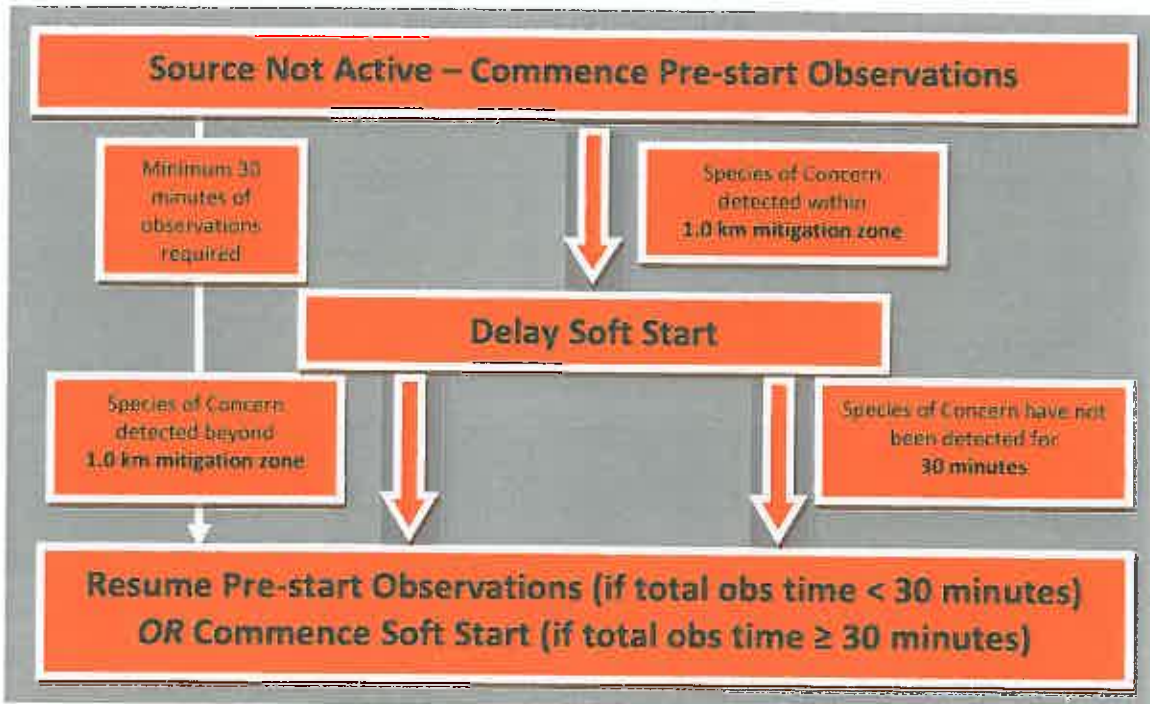 Source Not Active – Commence Pre-start Observations
Minimum 30
minutes of
observations
required
Species of Concern
detected within
1.0 km mitigation zone
Delay Soft Start
Species of Concern
detected beyond
1.0 km mitigation zone
Species of Concern have not
been detected for
30 minutes
Resume Pre-start Observations (if total obs time < 30 minutes)
OR Commence Soft Start (if total obs time ≥ 30 minutes)